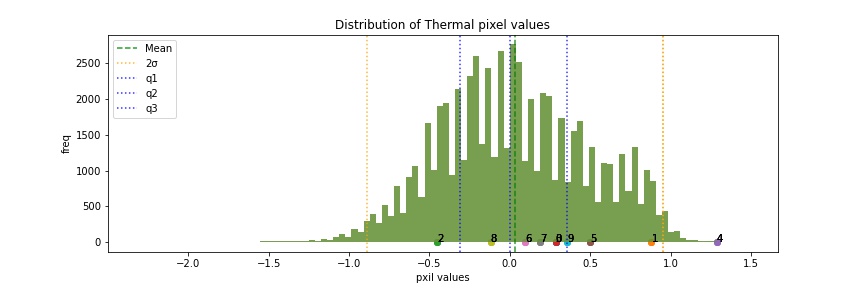 Distribution of Thermal pixel values
Mean
2σ
q1
q2
q3
freq
2500
2000
1500
1000
500
0
2 8 6 7 9 5 1 4
−2.0 −1.5 −1.0 −0.5 0.0 0.5 1.0 1.5
pxil values